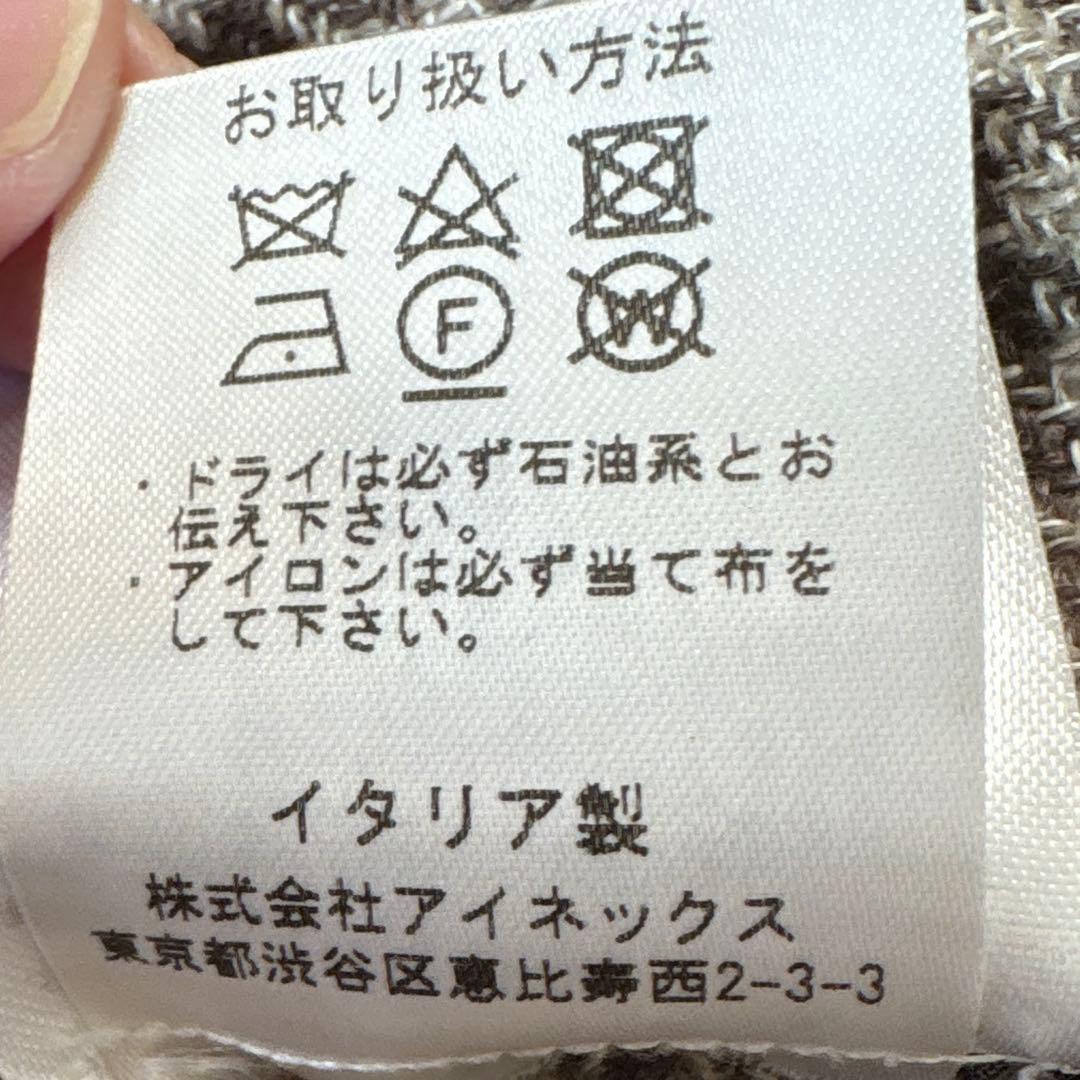 お取り扱い方法
F
W
・ドライは必ず石油系とお
伝え下さい。
・アイロンは必ず当て布を
して下さい。
イタリア製
株式会社アイネックス
東京都渋谷区恵比寿西2-3-3